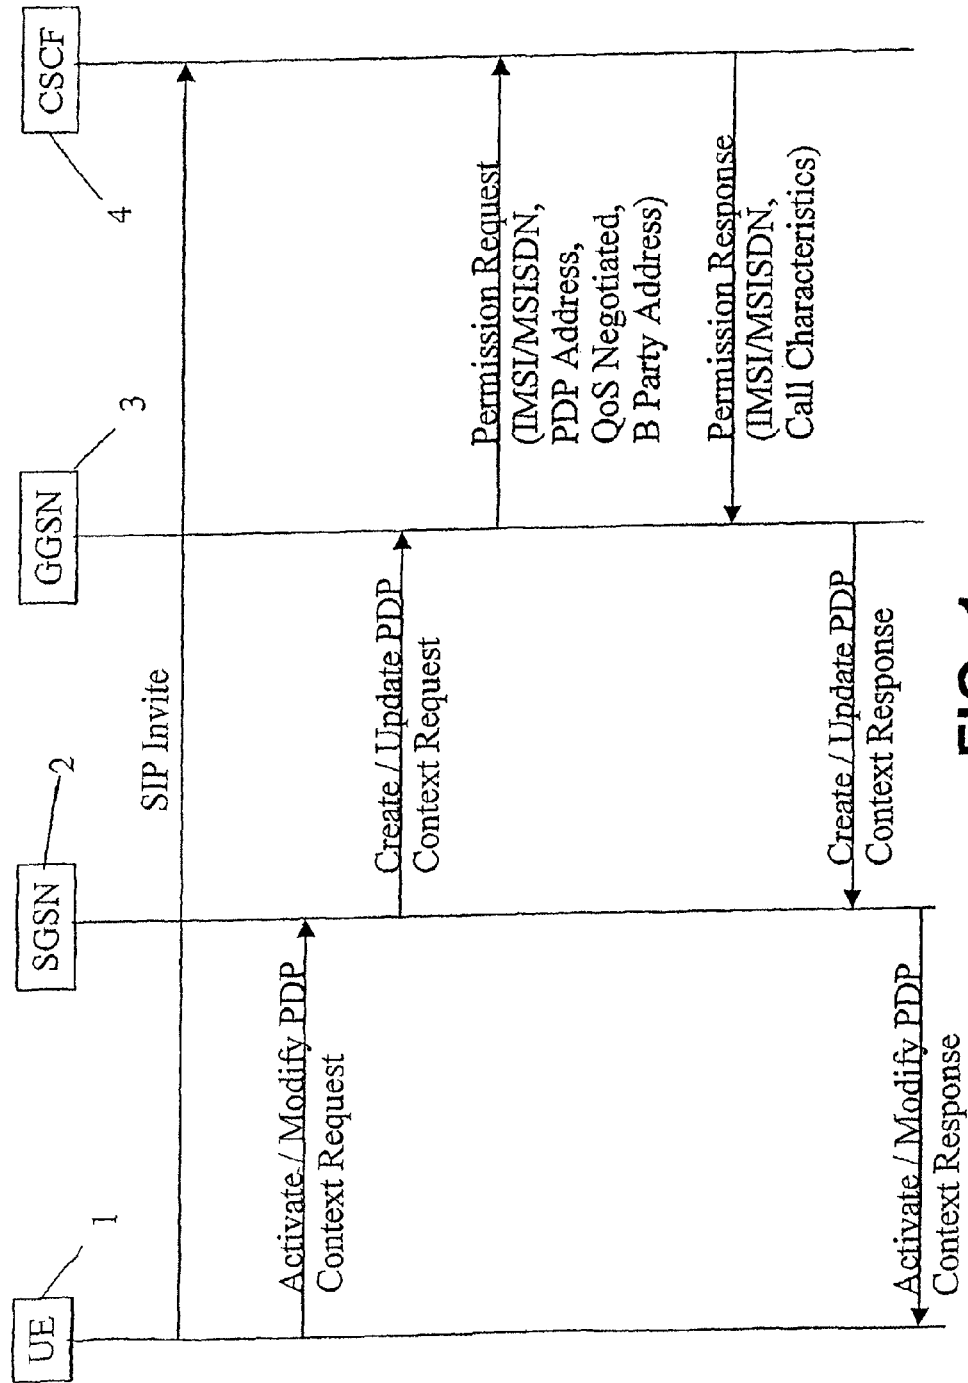 UE
1
SGSN
2
GGSN
3
CSCF
4
SIP Invite
Activate / Modify PDP
Context Request
Create / Update PDP
Context Request
Permission Request
(IMSI/MSISDN,
PDP Address,
QoS Negotiated,
B Party Address)
Permission Response
(IMSI/MSISDN,
Call Characteristics)
Create / Update PDP
Context Response
Activate / Modify PDP
Context Response